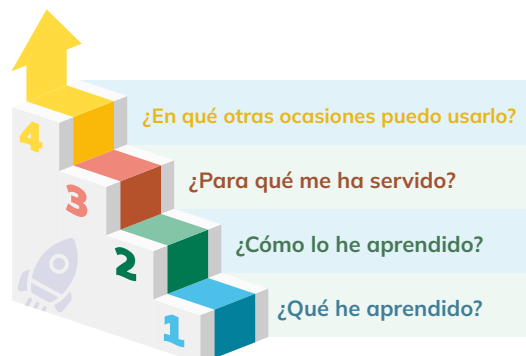 4 ¿En qué otras ocasiones puedo usarlo?
3 ¿Para qué me ha servido?
2 ¿Cómo lo he aprendido?
1 ¿Qué he aprendido?